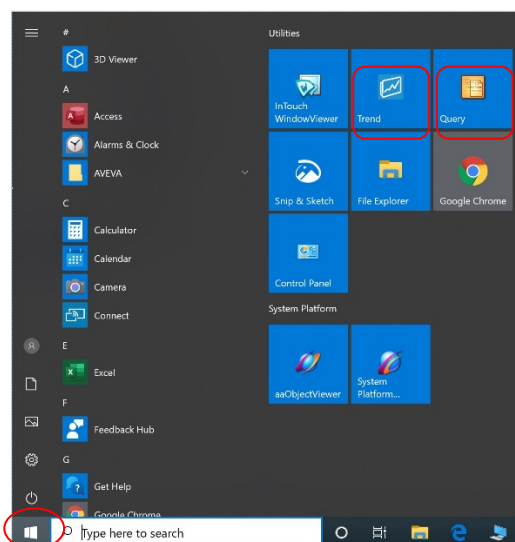 #
3D Viewer
A
Access
Alarms & Clock
AVEVA
C
Calculator
Calendar
Camera
Connect
E
Excel
F
Feedback Hub
G
Get Help
Google Chrome
Utilities
InTouch
WindowViewer
Trend
Query
Snip & Sketch
File Explorer
Google Chrome
Control Panel
System Platform
aaObjectViewer
System
Platform...
Type here to search